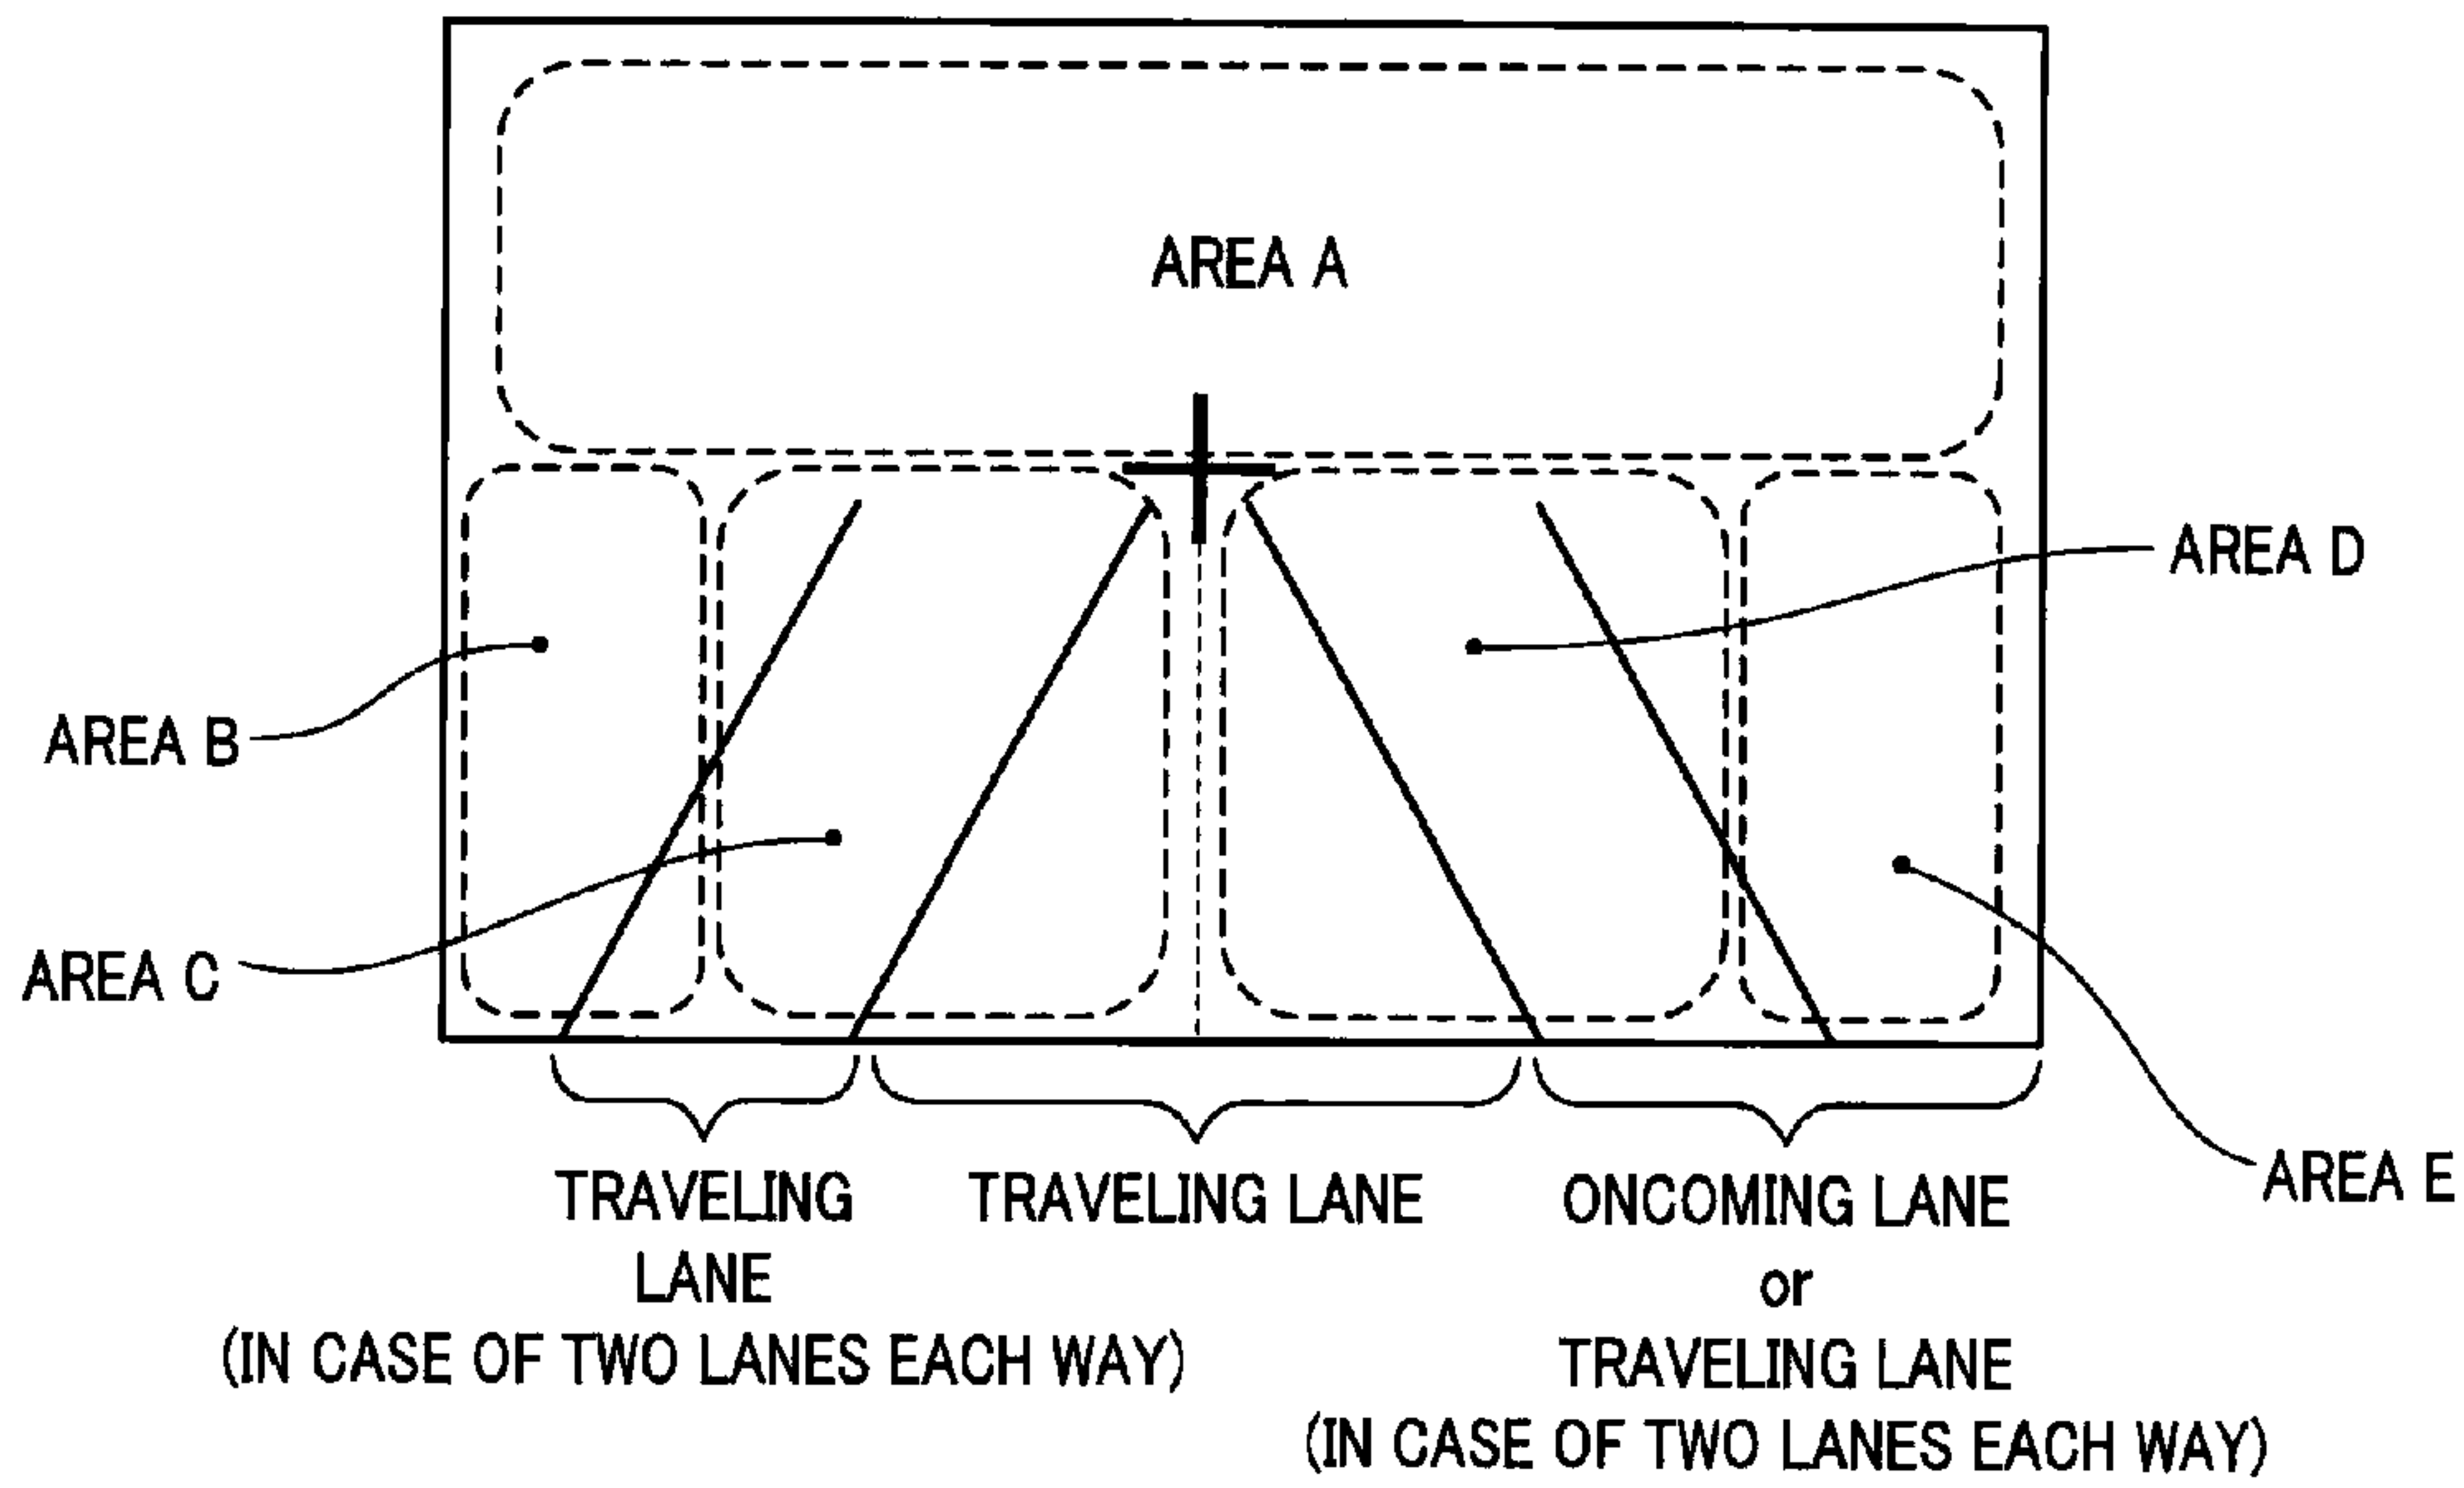 AREA A
AREA D
AREA B
AREA C
TRAVELING
LANE
(IN CASE OF TWO LANES EACH WAY)
TRAVELING LANE
ONCOMING LANE
or
TRAVELING LANE
(IN CASE OF TWO LANES EACH WAY)
AREA E